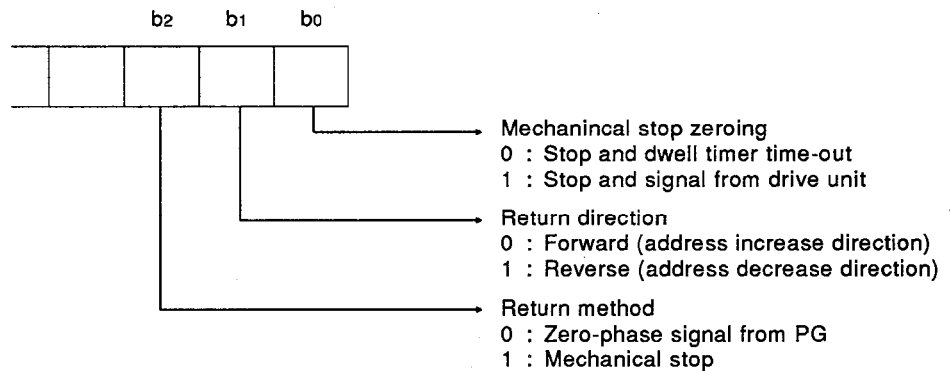 b2 b1 b0
Mechanincal stop zeroing
0 : Stop and dwell timer time-out
1 : Stop and signal from drive unit
Return direction
0 : Forward (address increase direction)
1 : Reverse (address decrease direction)
Return method
0 : Zero-phase signal from PG
1 : Mechanical stop